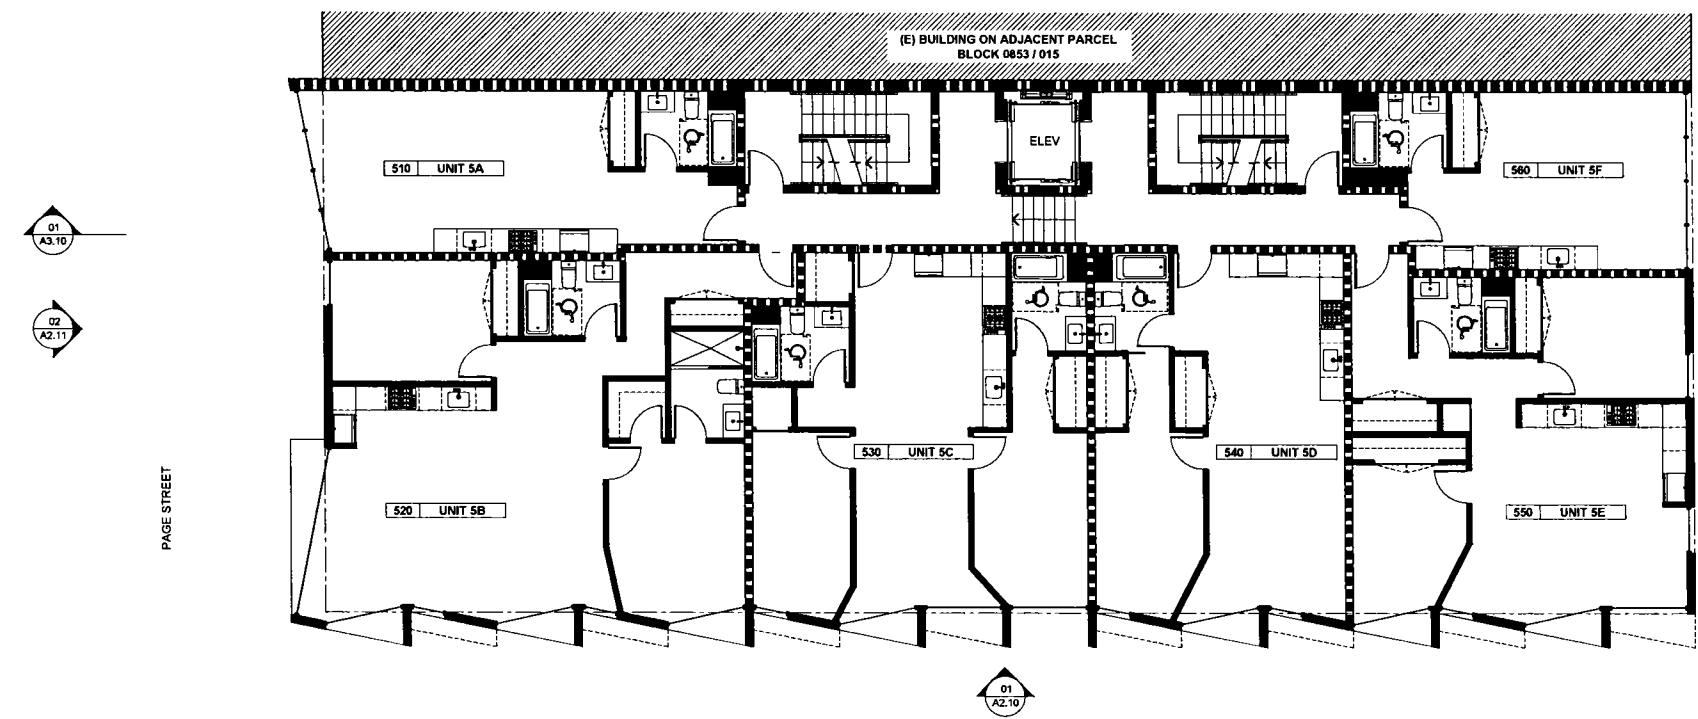 (E) BUILDING ON ADJACENT PARCEL
BLOCK 0853 / 015
ELEV
510 UNIT 5A
560 UNIT 5F
01
A3.10
02
A2.11
530 UNIT 5C
540 UNIT 5D
520 UNIT 5B
550 UNIT 5E
PAGE STREET
01
A2.10